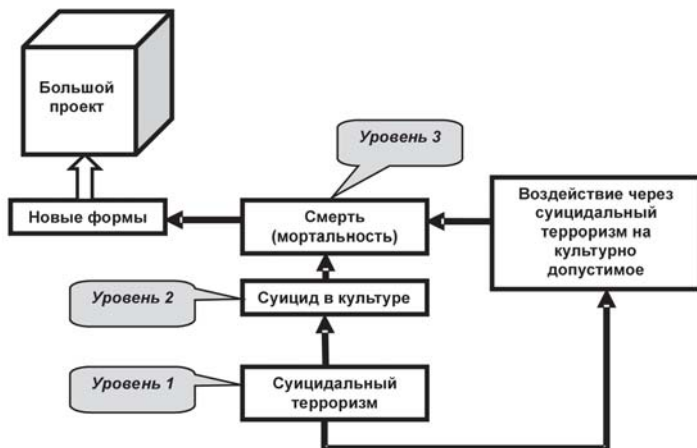 Большой
проект
Уровень 3
Новые формы
Смерть
(мортальность)
Воздействие через
суицидальный
терроризм на
культурно
допустимое
Уровень 2
Суицид в культуре
Уровень 1
Суицидальный
терроризм